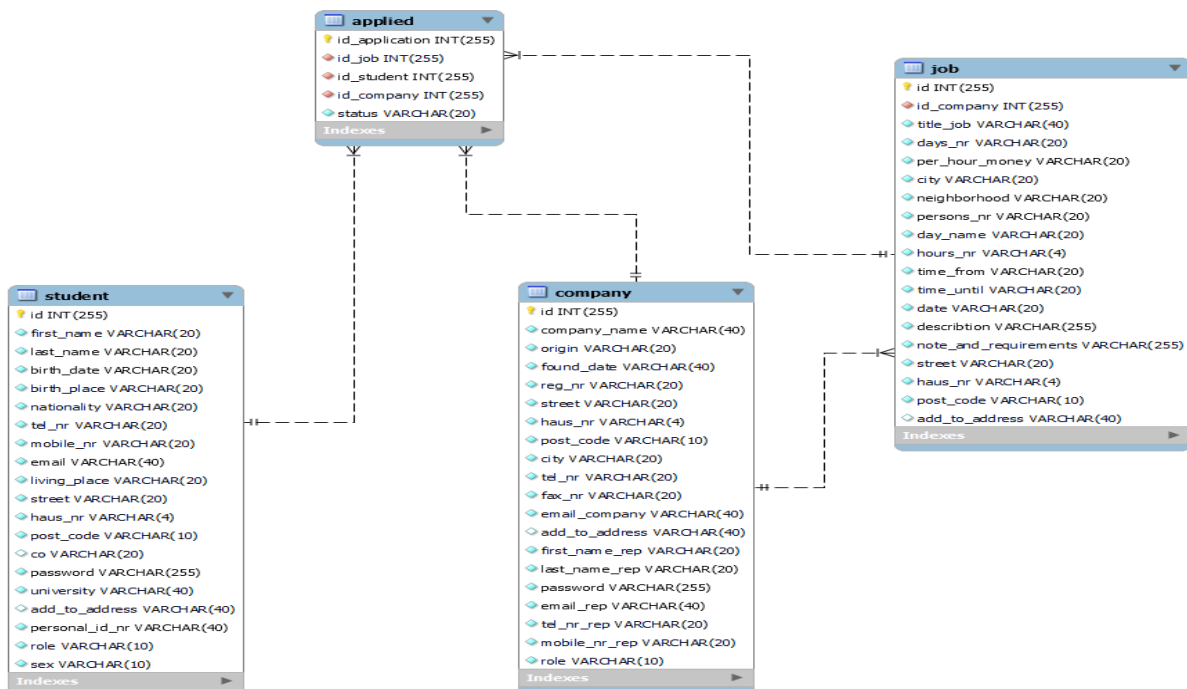 applied
id_application INT(255)
id_job INT(255)
id_student INT(255)
id_company INT(255)
status VARCHAR(20)
Indexes
job
id INT(255)
id_company INT(255)
title_job VARCHAR(40)
days_nr VARCHAR(20)
per_hour_money VARCHAR(20)
city VARCHAR(20)
neighborhood VARCHAR(20)
persons_nr VARCHAR(20)
day_name VARCHAR(20)
hours_nr VARCHAR(4)
time_from VARCHAR(20)
time_until VARCHAR(20)
date VARCHAR(20)
describtion VARCHAR(255)
note_and_requirements VARCHAR(255)
street VARCHAR(20)
haus_nr VARCHAR(4)
post_code VARCHAR(10)
add_to_address VARCHAR(40)
Indexes
student
id INT(255)
first_name VARCHAR(20)
last_name VARCHAR(20)
birth_date VARCHAR(20)
birth_place VARCHAR(20)
nationality VARCHAR(20)
tel_nr VARCHAR(20)
mobile_nr VARCHAR(20)
email VARCHAR(40)
living_place VARCHAR(20)
street VARCHAR(20)
haus_nr VARCHAR(4)
post_code VARCHAR(10)
co VARCHAR(20)
password VARCHAR(255)
university VARCHAR(40)
add_to_address VARCHAR(40)
personal_id_nr VARCHAR(40)
role VARCHAR(10)
sex VARCHAR(10)
Indexes
company
id INT(255)
company_name VARCHAR(40)
origin VARCHAR(20)
found_date VARCHAR(40)
reg_nr VARCHAR(20)
street VARCHAR(20)
haus_nr VARCHAR(4)
post_code VARCHAR(10)
city VARCHAR(20)
tel_nr VARCHAR(20)
fax_nr VARCHAR(20)
email_company VARCHAR(40)
add_to_address VARCHAR(40)
first_name_rep VARCHAR(20)
last_name_rep VARCHAR(20)
password VARCHAR(255)
email_rep VARCHAR(40)
tel_nr_rep VARCHAR(20)
mobile_nr_rep VARCHAR(20)
role VARCHAR(10)
Indexes